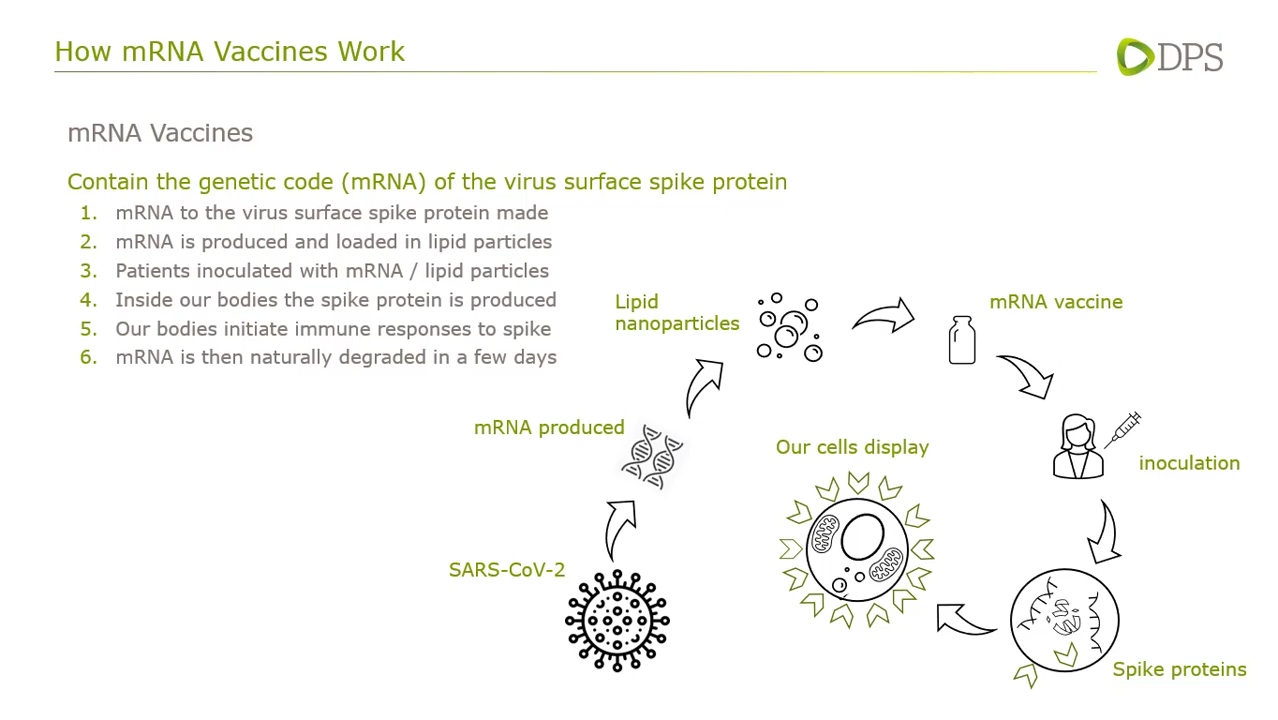 How mRNA Vaccines Work
DPS
mRNA Vaccines
Contain the genetic code (mRNA) of the virus surface spike protein
1. mRNA to the virus surface spike protein made
2. mRNA is produced and loaded in lipid particles
3. Patients inoculated with mRNA / lipid particles
4. Inside our bodies the spike protein is produced
5. Our bodies initiate immune responses to spike
6. mRNA is then naturally degraded in a few days
Lipid
nanoparticles
mRNA vaccine
mRNA produced
Our cells display
inoculation
SARS-CoV-2
Spike proteins